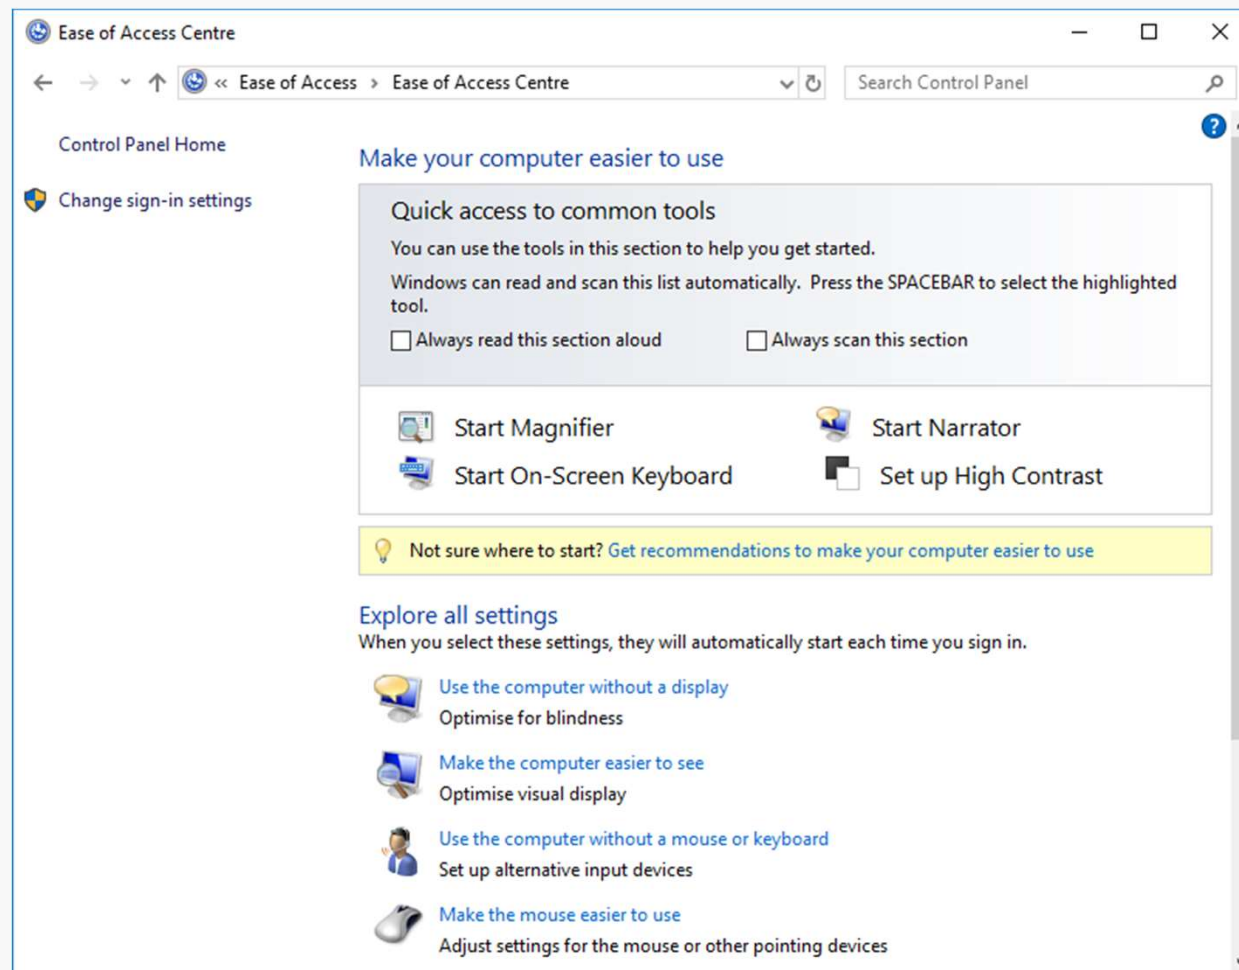 Ease of Access Centre
« Ease of Access > Ease of Access Centre
Search Control Panel
?
Control Panel Home
Change sign-in settings
Make your computer easier to use
Quick access to common tools
You can use the tools in this section to help you get started.
Windows can read and scan this list automatically.  Press the SPACEBAR to select the highlighted
tool.
Always read this section aloud
Always scan this section
Start Magnifier
Start Narrator
Start On-Screen Keyboard
Set up High Contrast
Not sure where to start? Get recommendations to make your computer easier to use
Explore all settings
When you select these settings, they will automatically start each time you sign in.
Use the computer without a display
Optimise for blindness
Make the computer easier to see
Optimise visual display
Use the computer without a mouse or keyboard
Set up alternative input devices
Make the mouse easier to use
Adjust settings for the mouse or other pointing devices